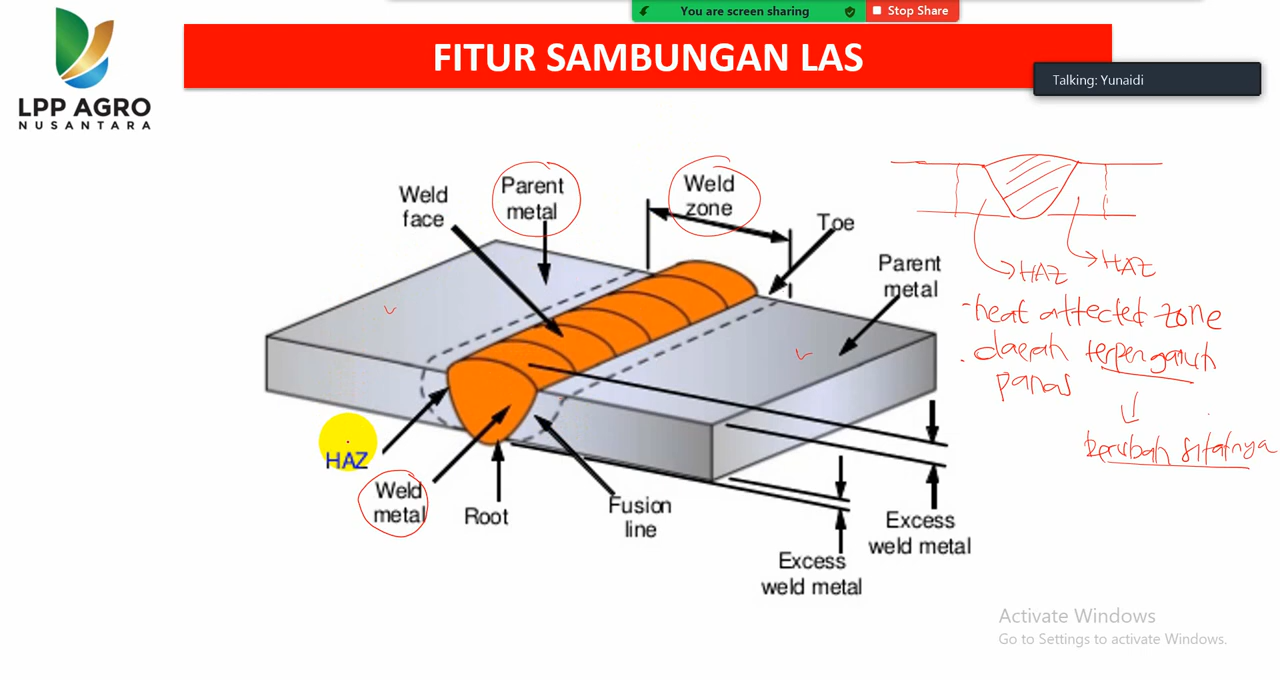 You are screen sharing
Stop Share
FITUR SAMBUNGAN LAS
Talking: Yunaidi
LPP AGRO
NUSANTARA
Weld
face
Parent
metal
Weld
zone
Toe
Parent
metal
HAZ
Weld
metal
Root
Fusion
line
Excess
weld metal
Excess
weld metal
HAZ
HAZ
- heat affected zone
. daerah terpengaruh
panas
berubah sifatnya
Activate Windows
Go to Settings to activate Windows.